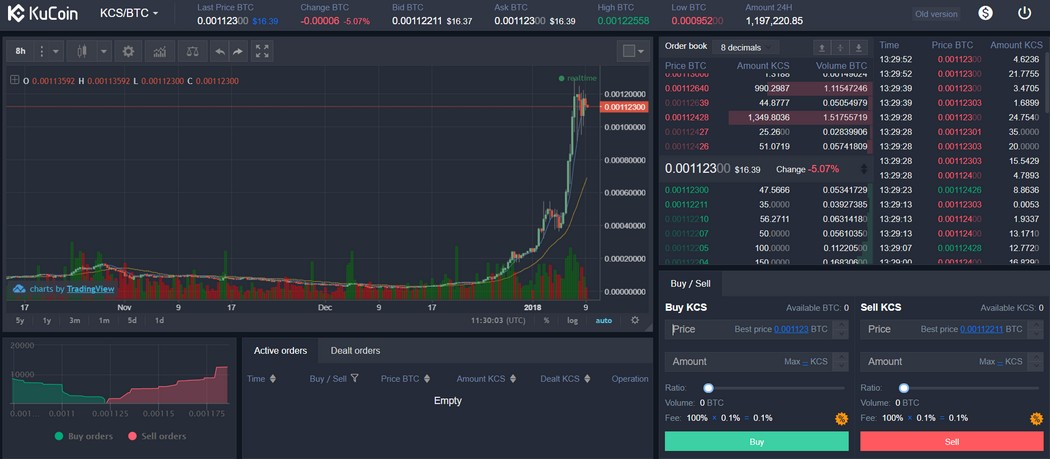 KuCoin
KCS/BTC
Last Price BTC
0.00112300 $16.39
Change BTC
-0.00006 -5.07%
Bid BTC
0.00112211 $16.37
Ask BTC
0.00112300 $16.39
High BTC
0.00122558
Low BTC
0.00095200
Amount 24H
1,197,220.85
Old version
8h
O 0.00113592 H 0.00113592 L 0.00112300 C 0.00112300
realtime
0.00120000
0.00112300
0.00100000
0.00080000
0.00060000
0.00040000
0.00020000
0.00000000
charts by TradingView
17 Nov 9 17 Dec 9 17 2018 9
5y 1y 3m 1m 5d 1d
11:30:03 (UTC) % log auto
Order book 8 decimals
Price BTC Amount KCS Volume BTC
0.00113000 1.3188 0.00149024
0.00112640 990.2987 1.11547246
0.00112639 44.8777 0.05054979
0.00112428 1,349.8036 1.51755719
0.00112427 25.2600 0.02839906
0.00112426 51.0719 0.05741809
0.00112300 $16.39 Change -5.07%
0.00112300 47.5666 0.05341729
0.00112211 35.0000 0.03927385
0.00112210 56.2711 0.06314180
0.00112207 50.0000 0.05610350
0.00112205 100.0000 0.11220500
0.00112204 150.0000 0.16830600
Time Price BTC Amount KCS
13:29:52 0.00112300 4.6236
13:29:52 0.00112300 21.7755
13:29:39 0.00112300 3.4705
13:29:39 0.00112303 1.6899
13:29:28 0.00112300 24.7540
13:29:28 0.00112301 35.0000
13:29:28 0.00112303 20.0000
13:29:28 0.00112303 15.5429
13:29:28 0.00112300 4.7893
13:29:23 0.00112426 8.8636
13:29:13 0.00112303 0.0053
13:29:13 0.00112400 1.9337
13:29:13 0.00112400 13.1710
13:29:07 0.00112428 12.7720
13:29:00 0.00112400 16.8290
20000
10000
0.001... 0.0011 0.001125 0.00115 0.001175
Buy orders Sell orders
Active orders Dealt orders
Time Buy / Sell Price BTC Amount KCS Dealt KCS Operation
Empty
Buy / Sell
Buy KCS Available BTC: 0
Price Best price 0.001123 BTC
Amount Max -- KCS
Ratio:
Volume: 0 BTC
Fee: 100% × 0.1% = 0.1%
Buy
Sell KCS Available KCS: 0
Price Best price 0.00112211 BTC
Amount Max -- KCS
Ratio:
Volume: 0 BTC
Fee: 100% × 0.1% = 0.1%
Sell